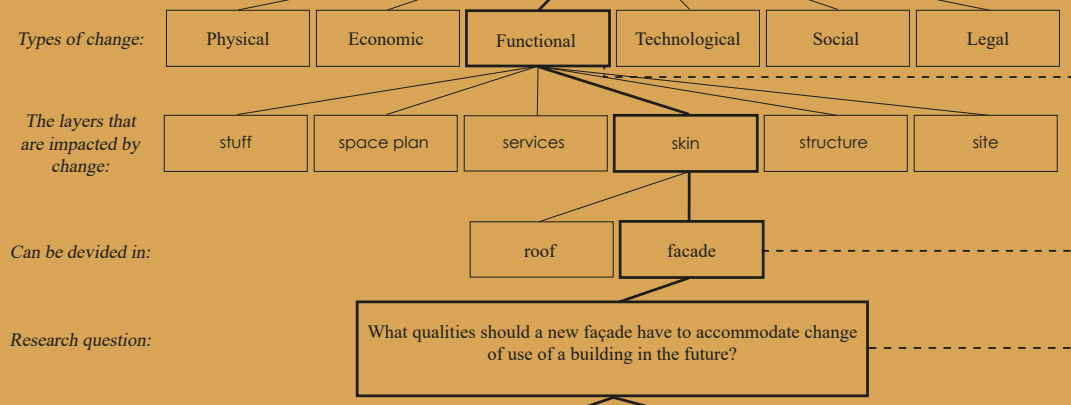 Types of change:
Physical
Economic
Functional
Technological
Social
Legal
The layers that
are impacted by
change:
stuff
space plan
services
skin
structure
site
Can be devided in:
roof
facade
Research question:
What qualities should a new façade have to accommodate change
of use of a building in the future?